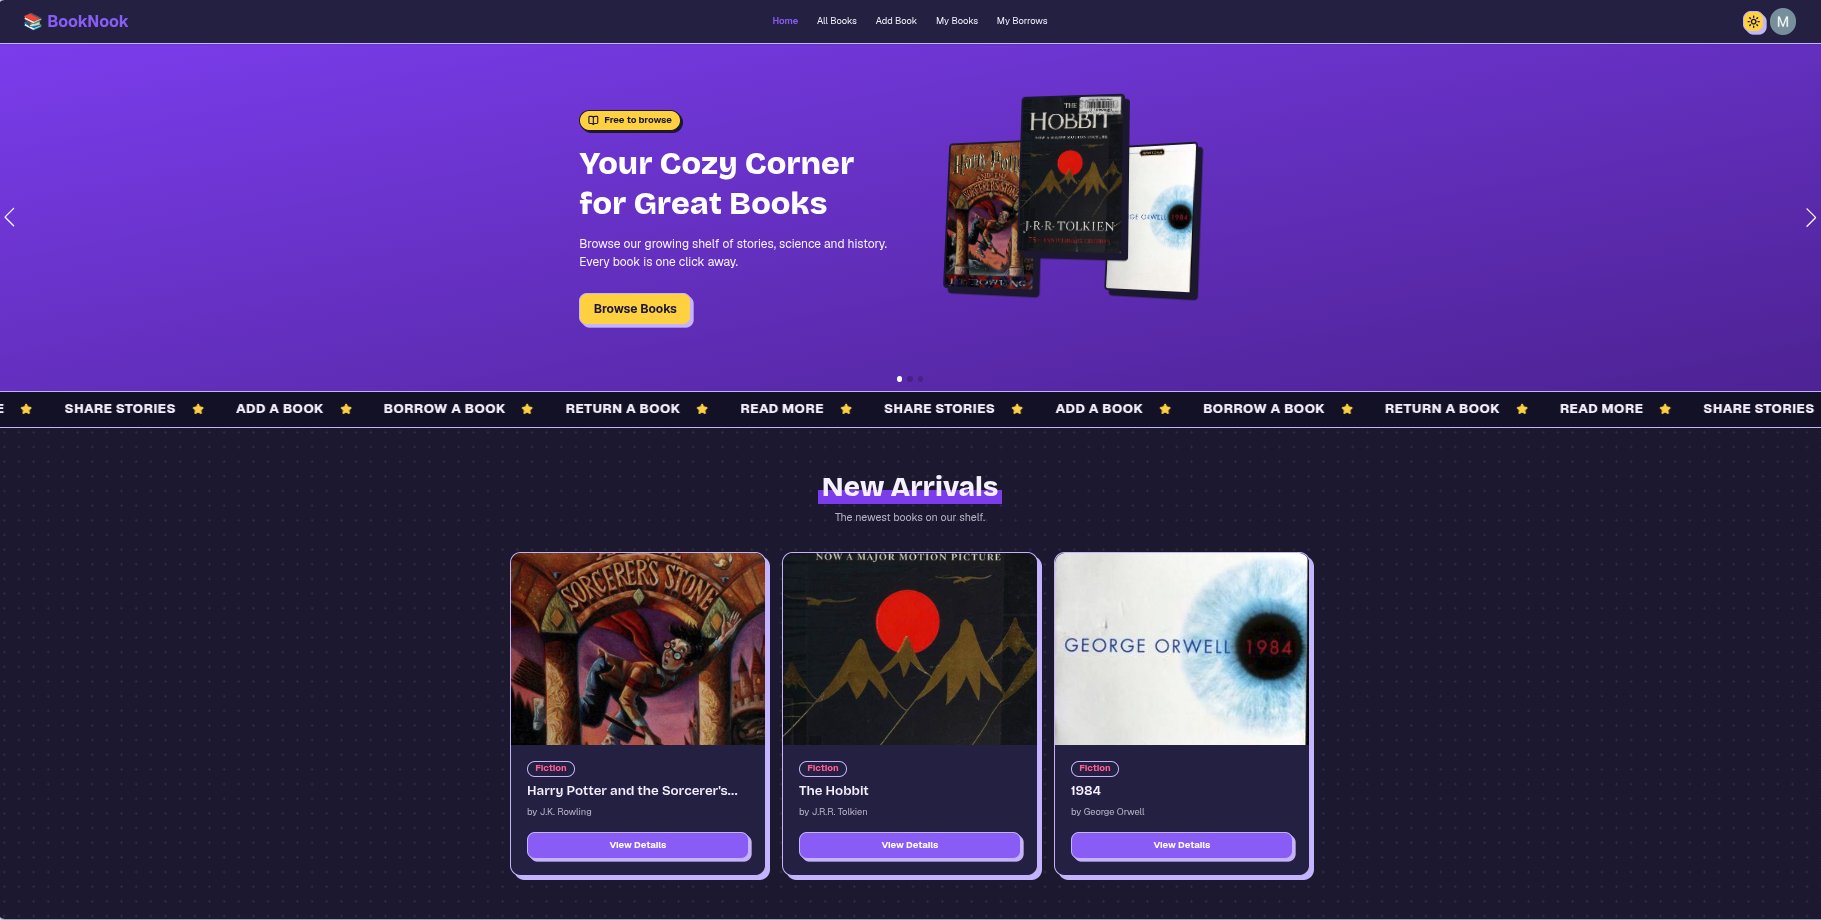 BookNook
Home
All Books
Add Book
My Books
My Borrows
M
Free to browse
Your Cozy Corner
for Great Books
Browse our growing shelf of stories, science and history.
Every book is one click away.
Browse Books
THE
HOBBIT
J·R·R·TOLKIEN
GEORGE ORWELL 1984
SHARE STORIES
ADD A BOOK
BORROW A BOOK
RETURN A BOOK
READ MORE
SHARE STORIES
ADD A BOOK
BORROW A BOOK
RETURN A BOOK
READ MORE
SHARE STORIES
New Arrivals
The newest books on our shelf.
SORCERER'S STONE
NOW A MAJOR MOTION PICTURE
GEORGE ORWELL 1984
Fiction
Harry Potter and the Sorcerer's...
by J.K. Rowling
View Details
Fiction
The Hobbit
by J.R.R. Tolkien
View Details
Fiction
1984
by George Orwell
View Details